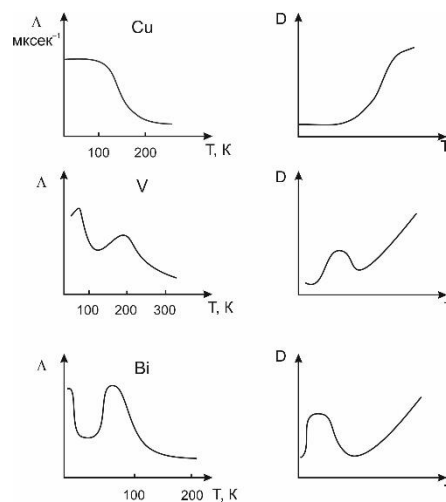 Λ Cu D
мксек⁻¹
100 200 T, К T
Λ V D
100 200 300 T, К
Λ Bi D
100 200 T, К